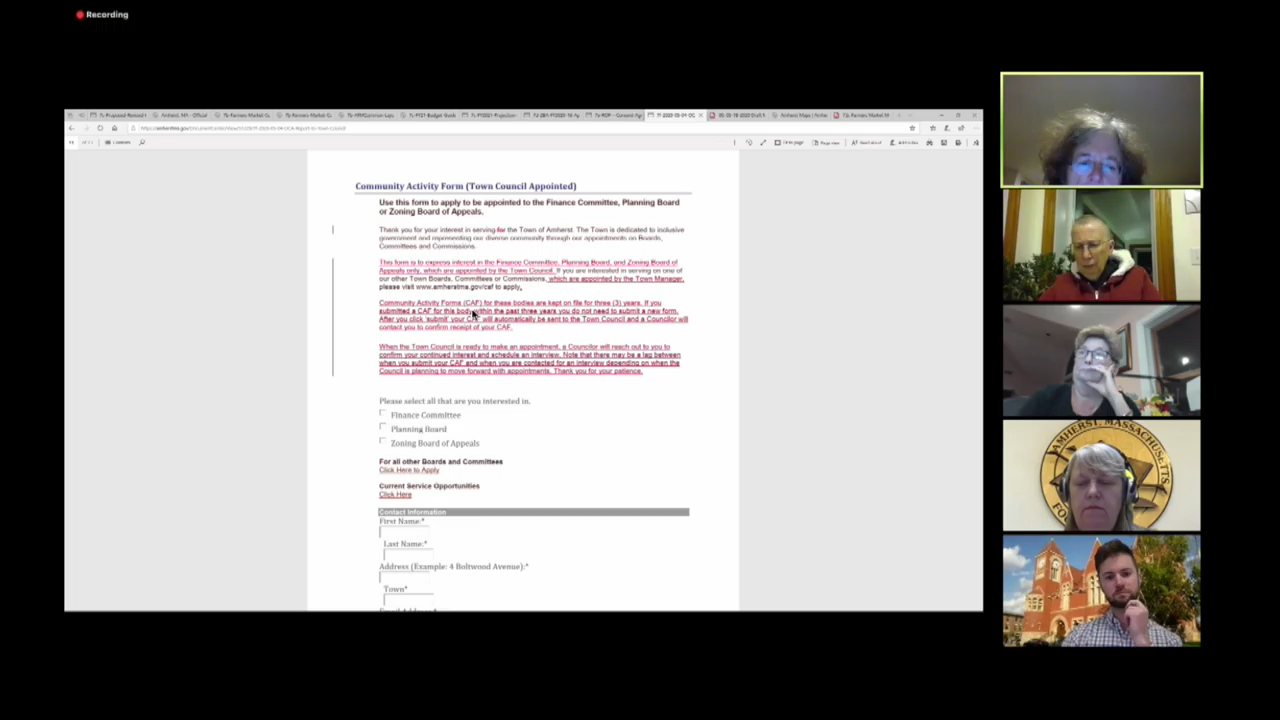 Recording
Community Activity Form (Town Council Appointed)
Use this form to apply to be appointed to the Finance Committee, Planning Board
or Zoning Board of Appeals.
Thank you for your interest in serving for the Town of Amherst. The Town is dedicated to inclusive
government and representing our diverse community through our appointments on Boards,
Committees and Commissions.
This form is to express interest in the Finance Committee, Planning Board, and Zoning Board of
Appeals only, which are appointed by the Town Council. If you are interested in serving on one of
our other Town Boards, Committees or Commissions, which are appointed by the Town Manager,
please visit www.amherstma.gov/caf to apply.
Community Activity Forms (CAF) for these bodies are kept on file for three (3) years. If you
submitted a CAF for this body within the past three years you do not need to submit a new form.
After you click 'submit' your CAF will automatically be sent to the Town Council and a Councilor will
contact you to confirm receipt of your CAF.
When the Town Council is ready to make an appointment, a Councilor will reach out to you to
confirm your continued interest and schedule an interview. Note that there may be a lag between
when you submit your CAF and when you are contacted for an interview depending on when the
Council is planning to move forward with appointments. Thank you for your patience.
Please select all that are you interested in.
Finance Committee
Planning Board
Zoning Board of Appeals
For all other Boards and Committees
Click Here to Apply
Current Service Opportunities
Click Here
Contact Information
First Name:*
Last Name:*
Address (Example: 4 Boltwood Avenue):*
Town*
AMHERST, MASSACHUSETTS